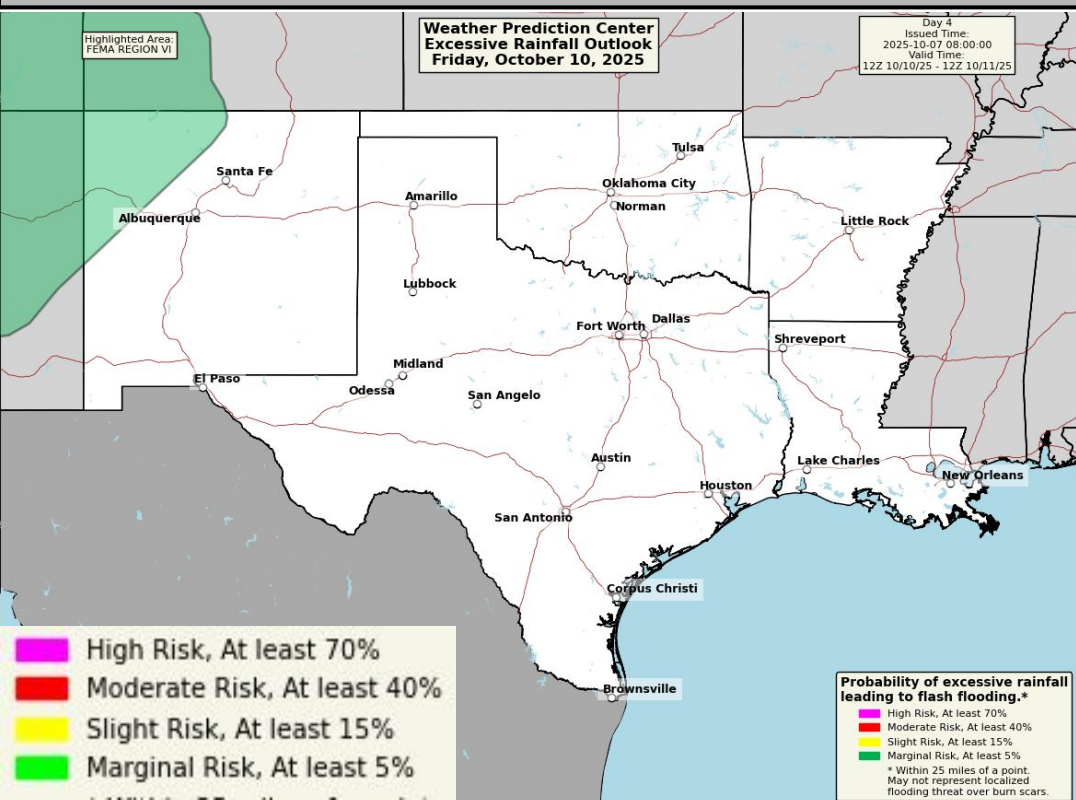 Highlighted Area:
FEMA REGION VI
Weather Prediction Center
Excessive Rainfall Outlook
Friday, October 10, 2025
Day 4
Issued Time:
2025-10-07 08:00:00
Valid Time:
12Z 10/10/25 - 12Z 10/11/25
Tulsa
Santa Fe
Oklahoma City
Amarillo
Norman
Albuquerque
Little Rock
Lubbock
Fort Worth
Dallas
Shreveport
Midland
El Paso
Odessa
San Angelo
Austin
Lake Charles
New Orleans
Houston
San Antonio
Corpus Christi
Brownsville
High Risk, At least 70%
Moderate Risk, At least 40%
Slight Risk, At least 15%
Marginal Risk, At least 5%
Probability of excessive rainfall
leading to flash flooding.*
High Risk, At least 70%
Moderate Risk, At least 40%
Slight Risk, At least 15%
Marginal Risk, At least 5%
* Within 25 miles of a point.
May not represent localized
flooding threat over burn scars.